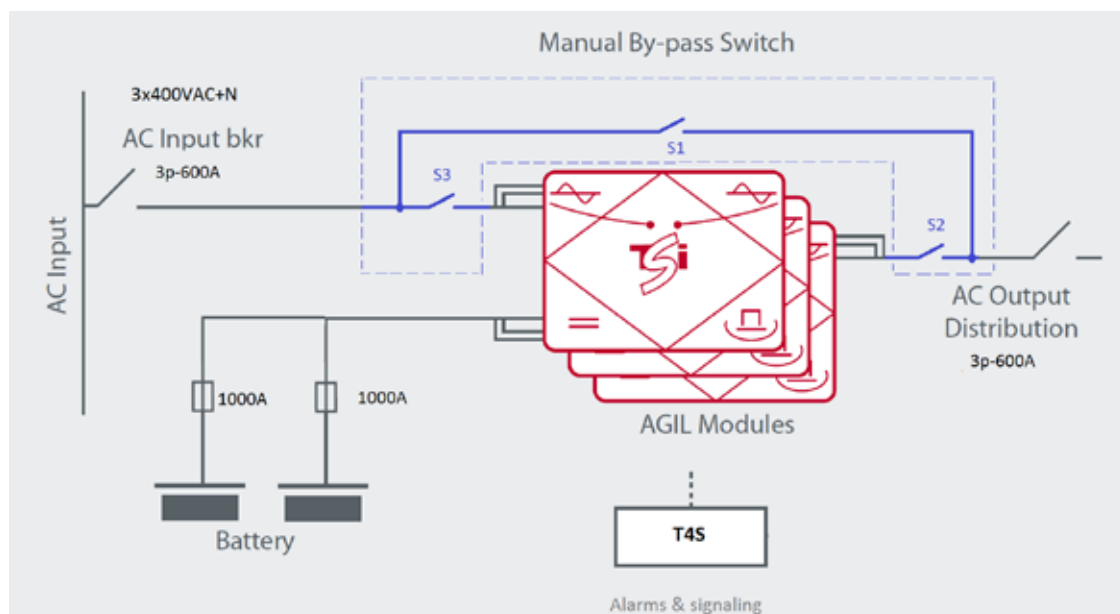 Manual By-pass Switch
3x400VAC+N
AC Input bkr
3p-600A
S1
S3
S2
TSi
AC Input
AC Output
Distribution
3p-600A
1000A
1000A
AGIL Modules
Battery
T4S
Alarms & signaling